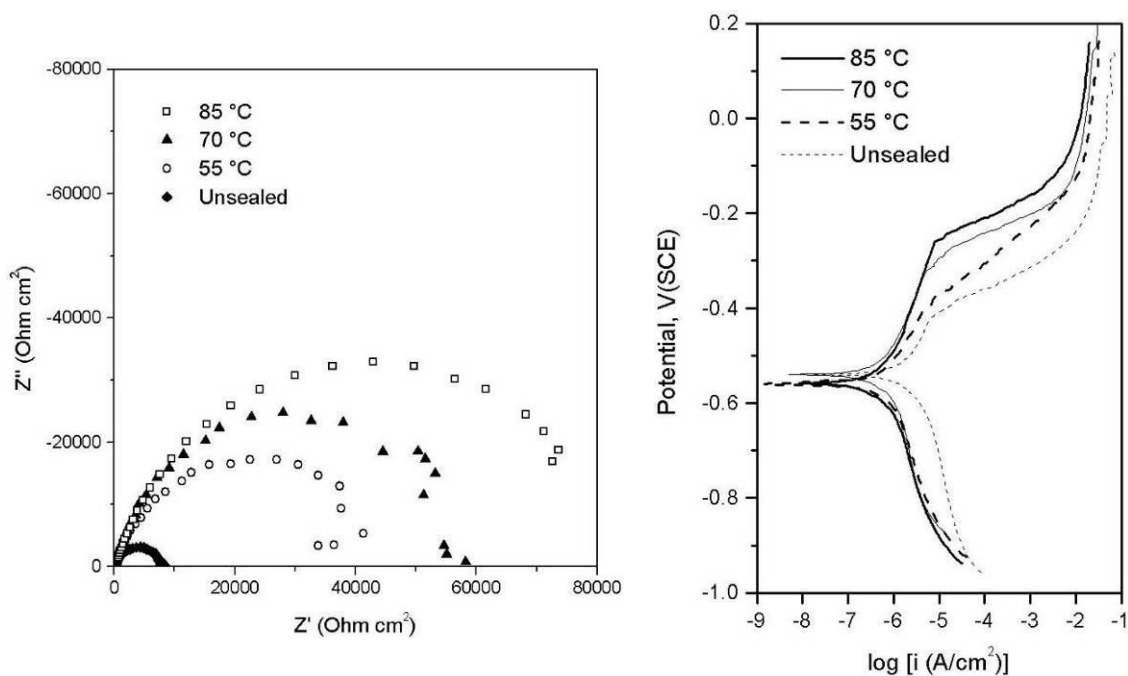 -80000
-60000
-40000
-20000
0
0
20000
40000
60000
80000
Z'' (Ohm cm²)
Z' (Ohm cm²)
85 °C
70 °C
55 °C
Unsealed
0.2
0.0
-0.2
-0.4
-0.6
-0.8
-1.0
-9
-8
-7
-6
-5
-4
-3
-2
-1
Potential, V(SCE)
log [i (A/cm²)]
85 °C
70 °C
55 °C
Unsealed